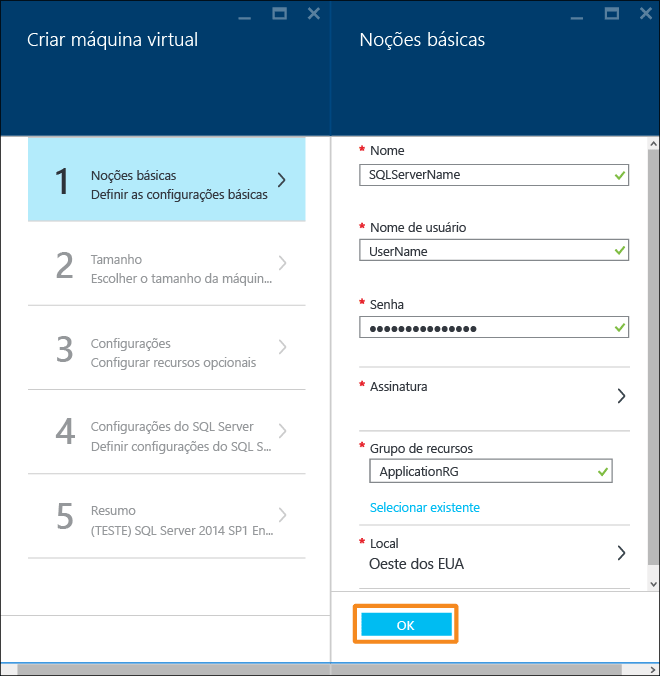 Criar máquina virtual
1
Noções básicas
Definir as configurações básicas
2
Tamanho
Escolher o tamanho da máquin...
3
Configurações
Configurar recursos opcionais
4
Configurações do SQL Server
Definir configurações do SQL S...
5
Resumo
(TESTE) SQL Server 2014 SP1 En...
Noções básicas
* Nome
SQLServerName
* Nome de usuário
UserName
* Senha
●●●●●●●●●●●●●●●
* Assinatura
* Grupo de recursos
ApplicationRG
Selecionar existente
* Local
Oeste dos EUA
OK